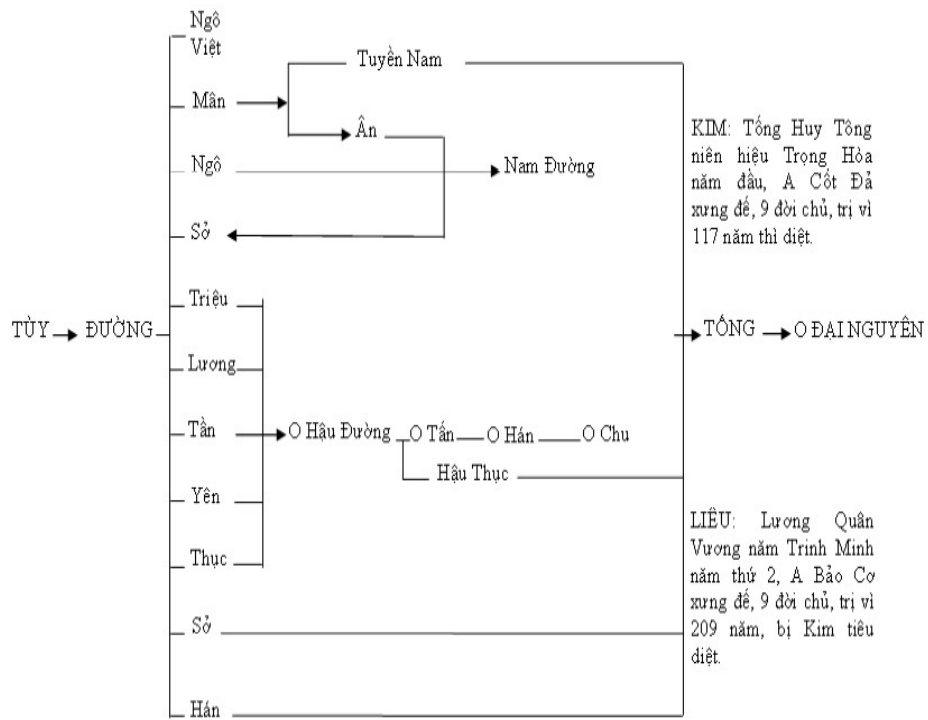 Ngô
Việt
Tuyền Nam
Mân
Ân
Ngô
Nam Đường
Sở
KIM: Tống Huy Tông
niên hiệu Trọng Hòa
năm đầu, A Cốt Đả
xưng đế, 9 đời chủ, trị vì
117 năm thì diệt.
Triệu
TÙY
ĐƯỜNG
TỐNG
O ĐẠI NGUYÊN
Lương
Tần
O Hậu Đường
O Tấn
O Hán
O Chu
Hậu Thục
Yên
Thục
LIÊU: Lương Quân
Vương năm Trinh Minh
năm thứ 2, A Bảo Cơ
xưng đế, 9 đời chủ, trị vì
209 năm, bị Kim tiêu
diệt.
Sở
Hán